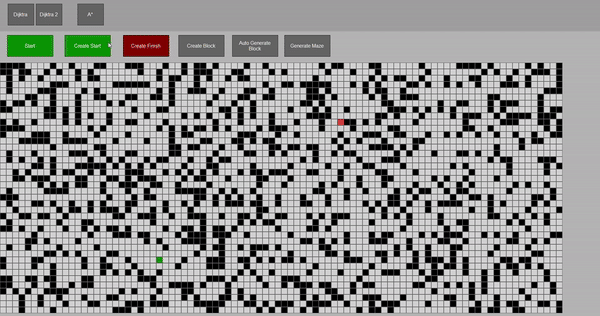 Dijktra
Dijktra 2
A*
Start
Create Start
Create Finish
Create Block
Auto Generate
Block
Generate Maze